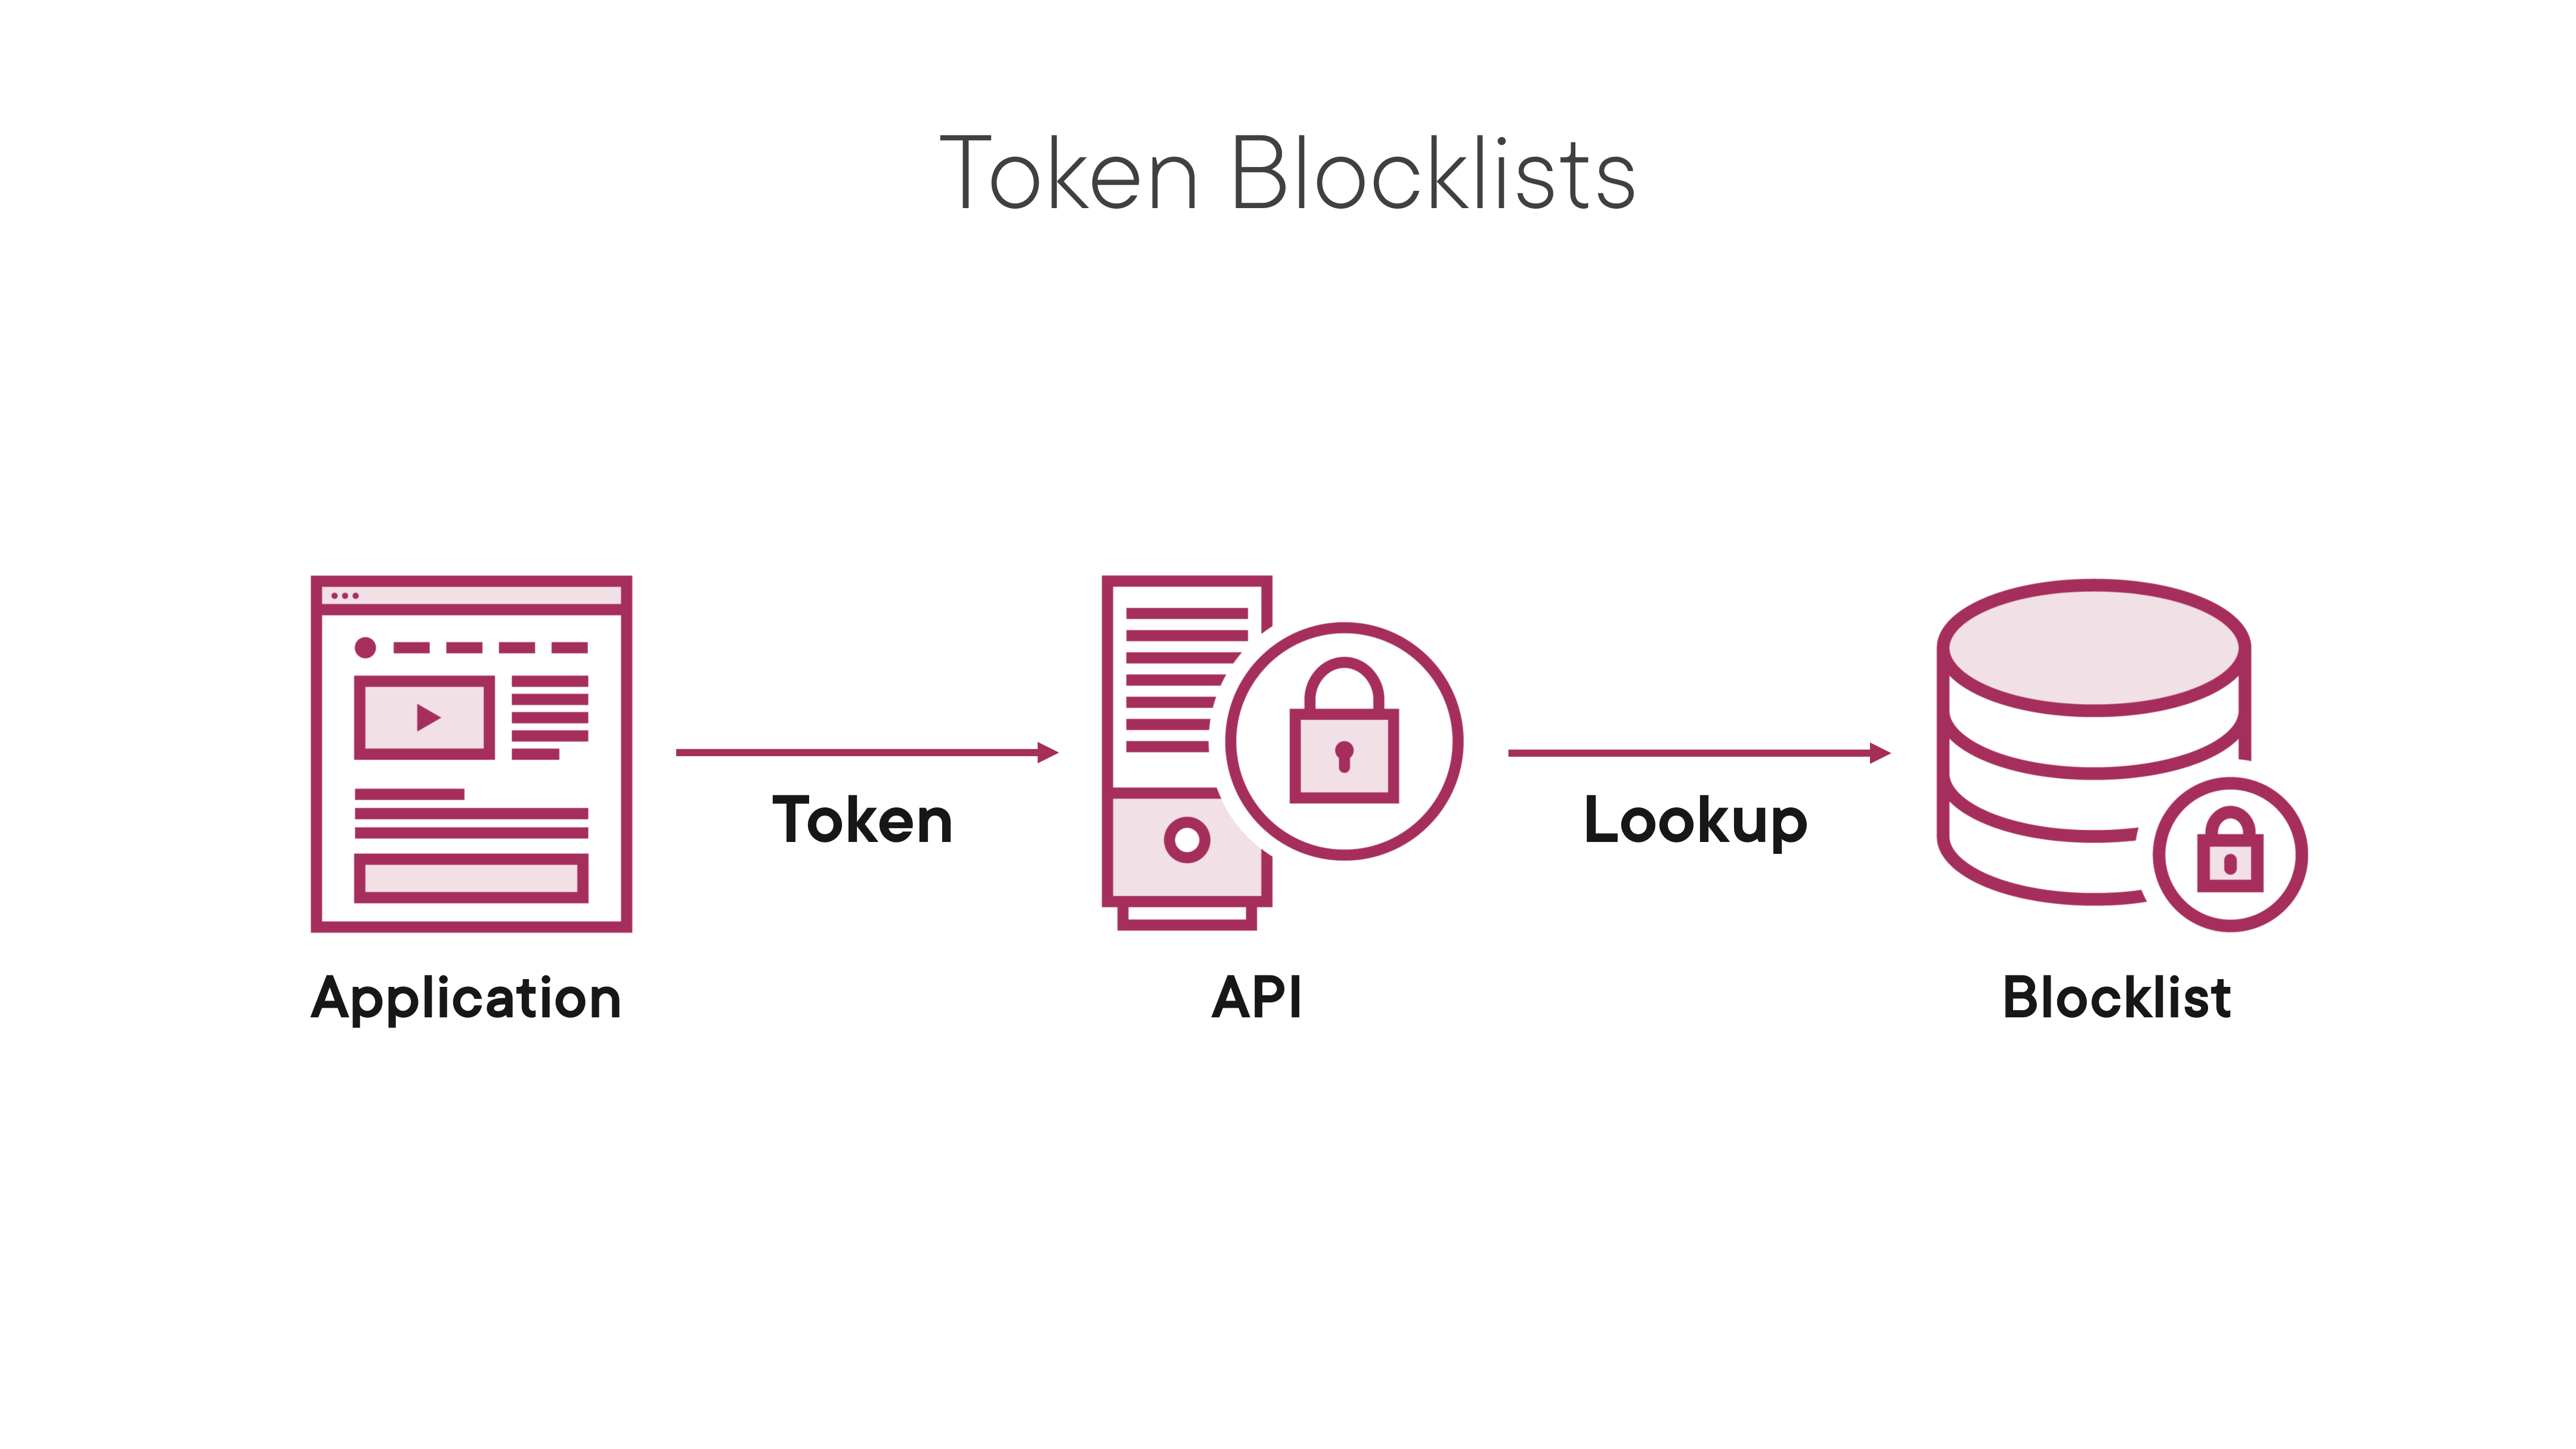 Token Blocklists
Token
Lookup
Application
API
Blocklist